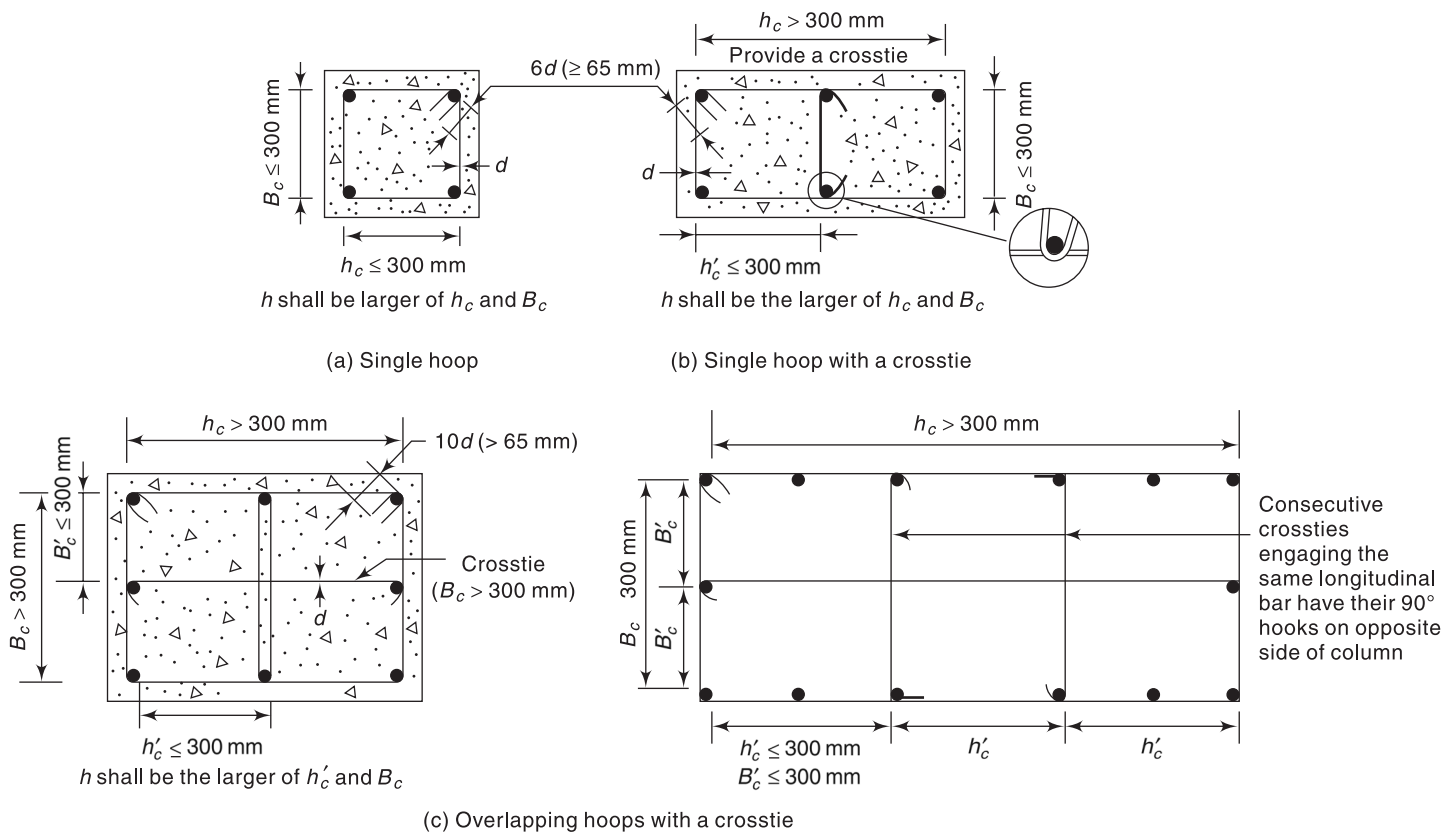 h_c > 300 mm
Provide a crosstie
6d (≥ 65 mm)
B_c ≤ 300 mm
d
d
B_c ≤ 300 mm
h_c ≤ 300 mm
h′_c ≤ 300 mm
h shall be larger of h_c and B_c
h shall be the larger of h_c and B_c
(a) Single hoop
(b) Single hoop with a crosstie
h_c > 300 mm
10d (> 65 mm)
B_c > 300 mm
B′_c ≤ 300 mm
Crosstie
(B_c > 300 mm)
d
h′_c ≤ 300 mm
h shall be the larger of h′_c and B_c
h_c > 300 mm
B_c 300 mm
B′_c
B′_c
Consecutive
crossties
engaging the
same longitudinal
bar have their 90°
hooks on opposite
side of column
h′_c ≤ 300 mm
B′_c ≤ 300 mm
h′_c
h′_c
(c) Overlapping hoops with a crosstie